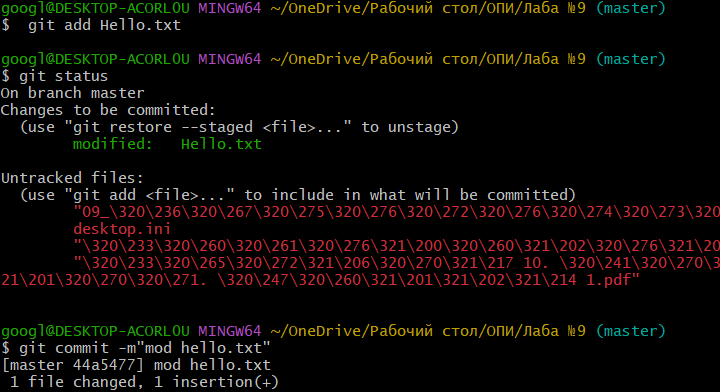 googl@DESKTOP-ACORLOU MINGW64 ~/OneDrive/Рабочий стол/ОПИ/Лаба №9 (master)
$  git add Hello.txt
googl@DESKTOP-ACORLOU MINGW64 ~/OneDrive/Рабочий стол/ОПИ/Лаба №9 (master)
$ git status
On branch master
Changes to be committed:
  (use "git restore --staged <file>..." to unstage)
        modified:   Hello.txt
Untracked files:
  (use "git add <file>..." to include in what will be committed)
        "09_\320\236\320\267\320\275\320\276\320\272\320\276\320\274\320\273\320
        desktop.ini
        "\320\233\320\260\320\261\320\276\321\200\320\260\321\202\320\276\321\20
        "\320\233\320\265\320\272\321\206\320\270\321\217 10. \320\241\320\270\3
21\201\320\270\320\271. \320\247\320\260\321\201\321\202\321\214 1.pdf"
googl@DESKTOP-ACORLOU MINGW64 ~/OneDrive/Рабочий стол/ОПИ/Лаба №9 (master)
$ git commit -m"mod hello.txt"
[master 44a5477] mod hello.txt
 1 file changed, 1 insertion(+)